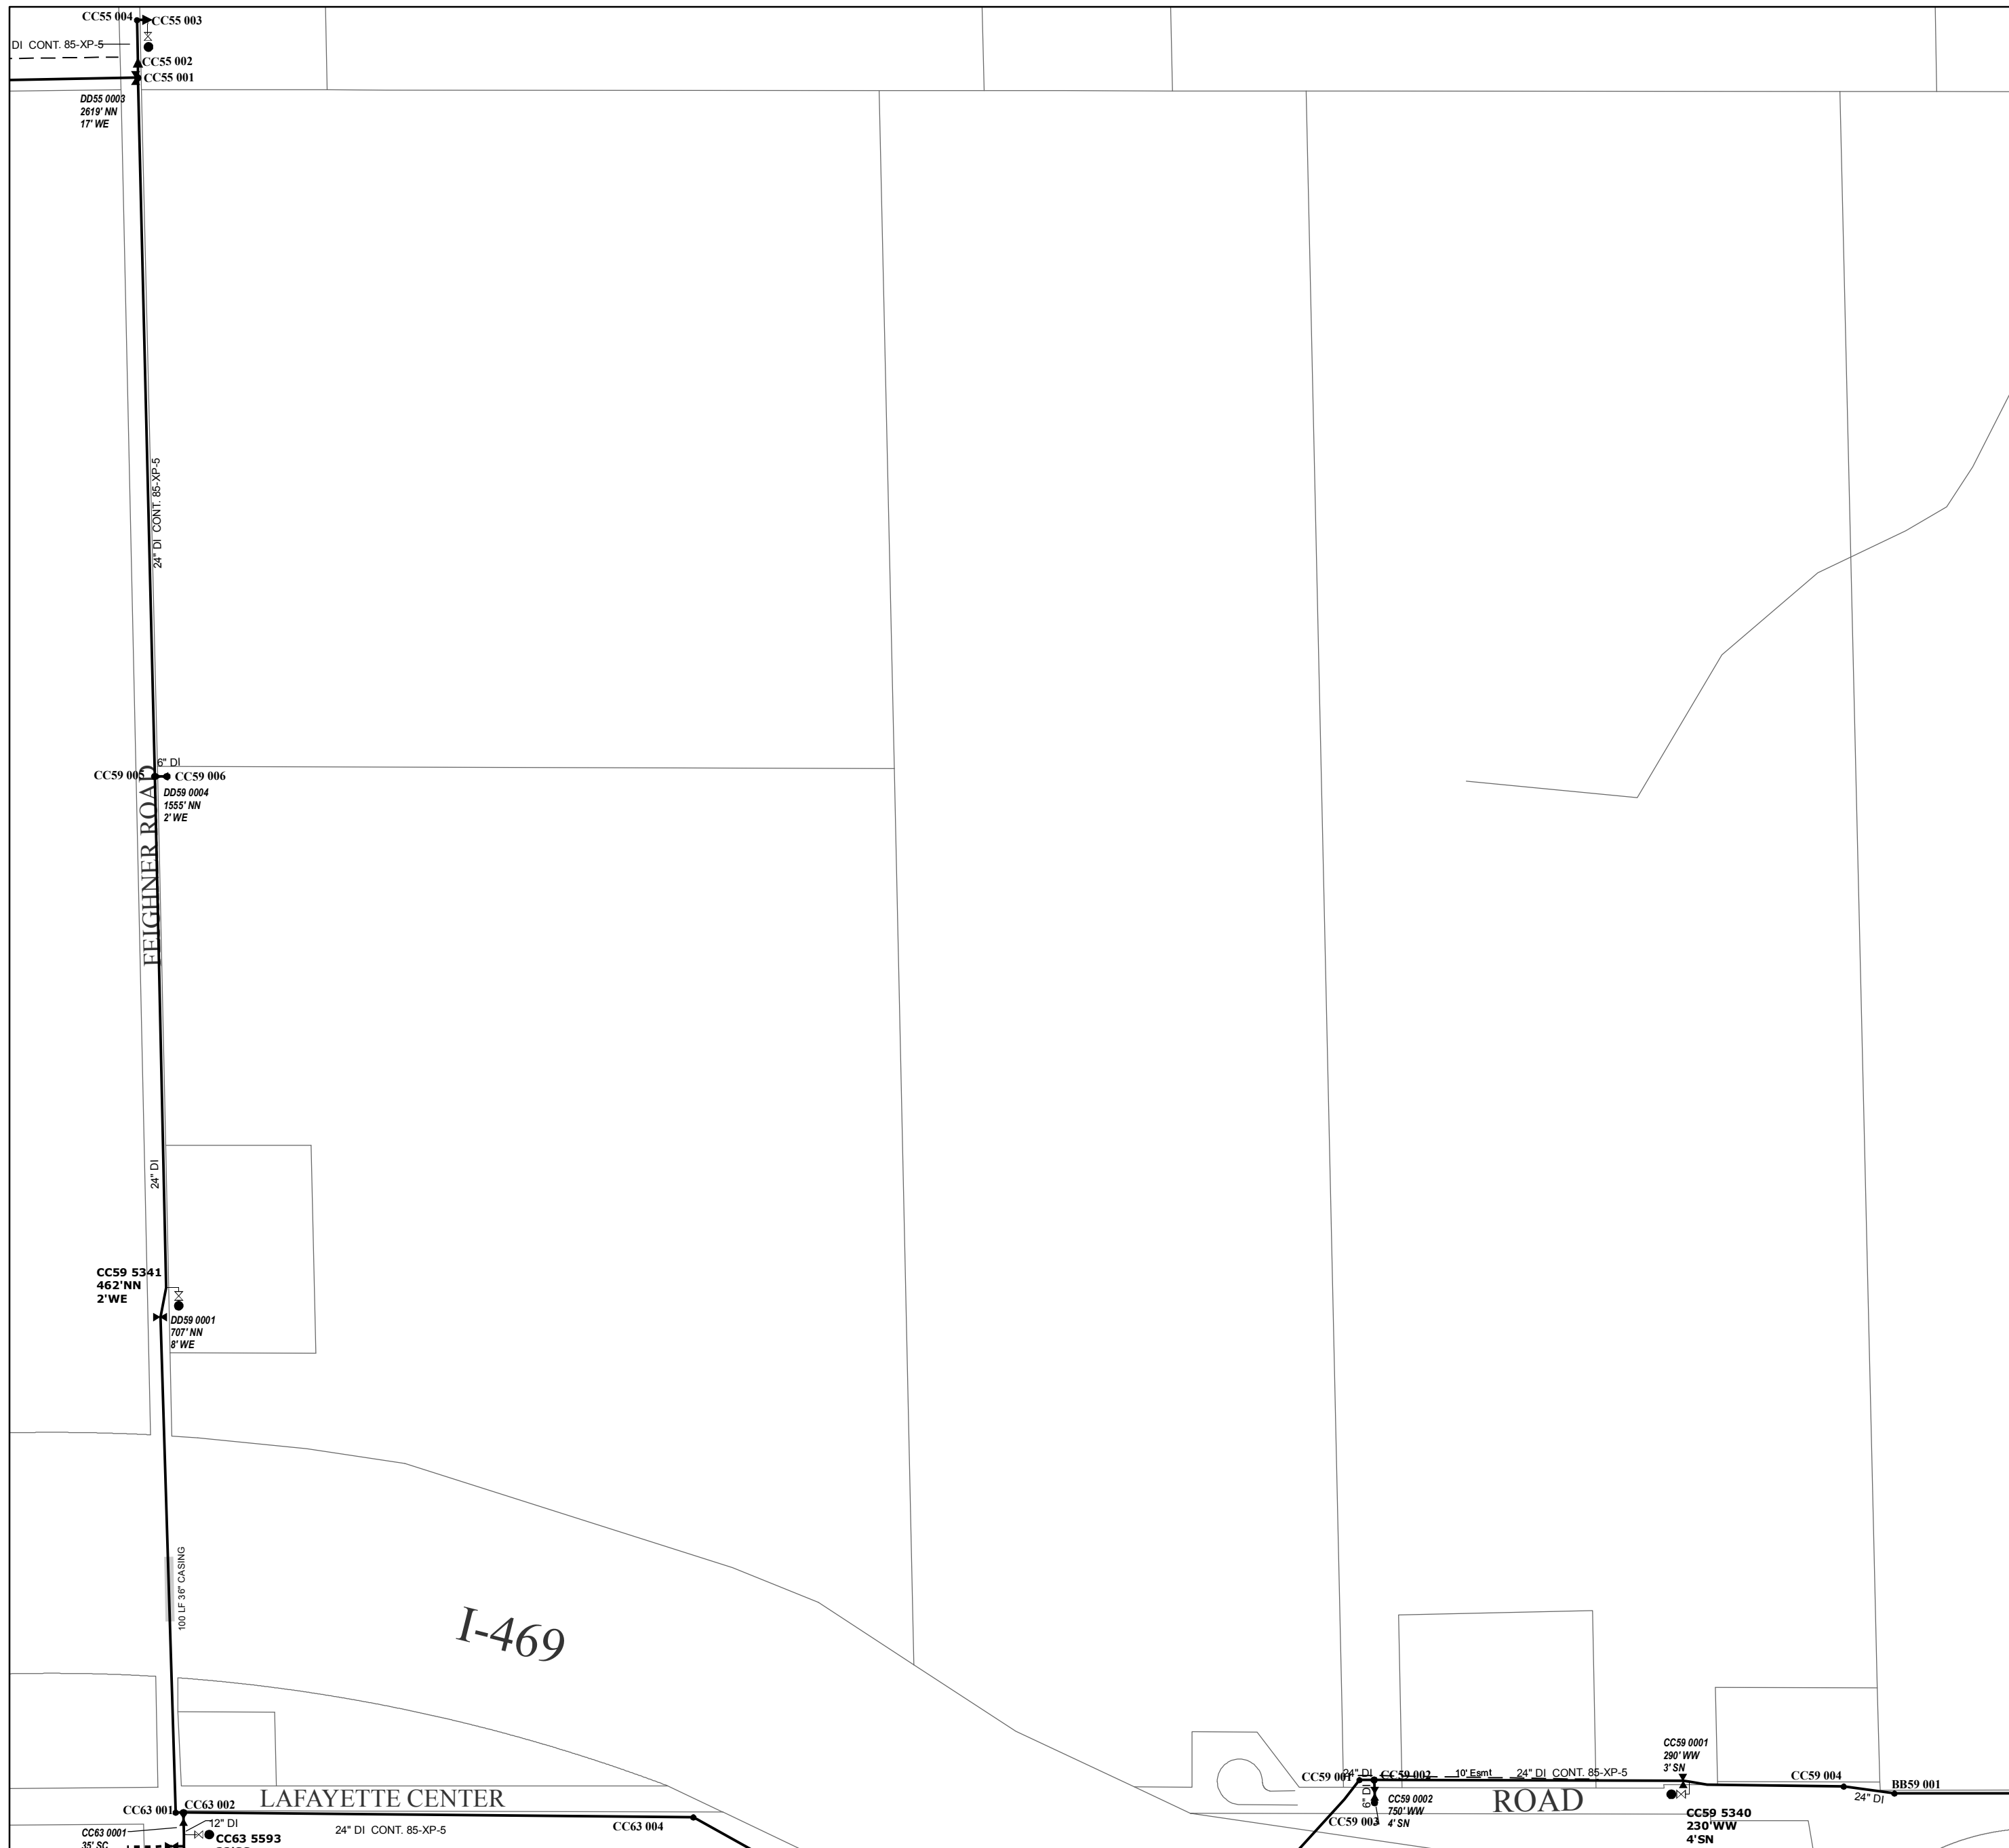 CC55 004
CC55 003
DI CONT. 85-XP-5
CC55 002
CC55 001
DD55 0003
2619' NN
17' WE
24" DI CONT. 85-XP-5
6" DI
CC59 005
CC59 006
DD59 0004
1555' NN
2' WE
FEIGHNER ROAD
24" DI
CC59 5341
462'NN
2'WE
DD59 0001
707' NN
8' WE
100 LF 36" CASING
I-469
CC59 0001
290' WW
3' SN
CC59 001
24" DI
CC59 002
10' Esmt
24" DI CONT. 85-XP-5
CC59 004
BB59 001
24" DI
6" DI
CC59 0002
750' WW
4' SN
CC59 003
LAFAYETTE CENTER
ROAD
CC59 5340
230'WW
4'SN
CC63 001
CC63 002
12" DI
CC63 004
24" DI CONT. 85-XP-5
CC63 0001
35' SC
CC63 5593